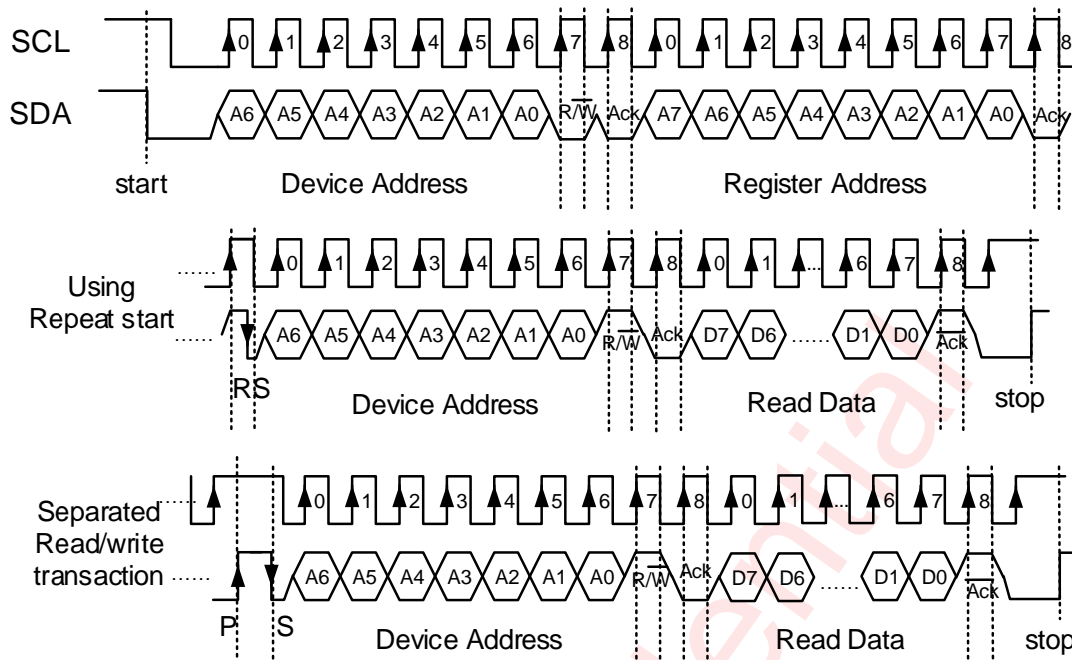 SCL 0 1 2 3 4 5 6 7 8 0 1 2 3 4 5 6 7 8
SDA A6 A5 A4 A3 A2 A1 A0 R/W̅ Ack A7 A6 A5 A4 A3 A2 A1 A0 Ack
start Device Address Register Address
0 1 2 3 4 5 6 7 8 0 1 ... 6 7 8
Using
Repeat start
A6 A5 A4 A3 A2 A1 A0 R/W̅ Ack D7 D6 ...... D1 D0 A̅c̅k̅
RS Device Address Read Data stop
0 1 2 3 4 5 6 7 8 0 1 ... 6 7 8
Separated
Read/write
transaction
A6 A5 A4 A3 A2 A1 A0 R/W̅ Ack D7 D6 ...... D1 D0 A̅c̅k̅
P S Device Address Read Data stop
dential